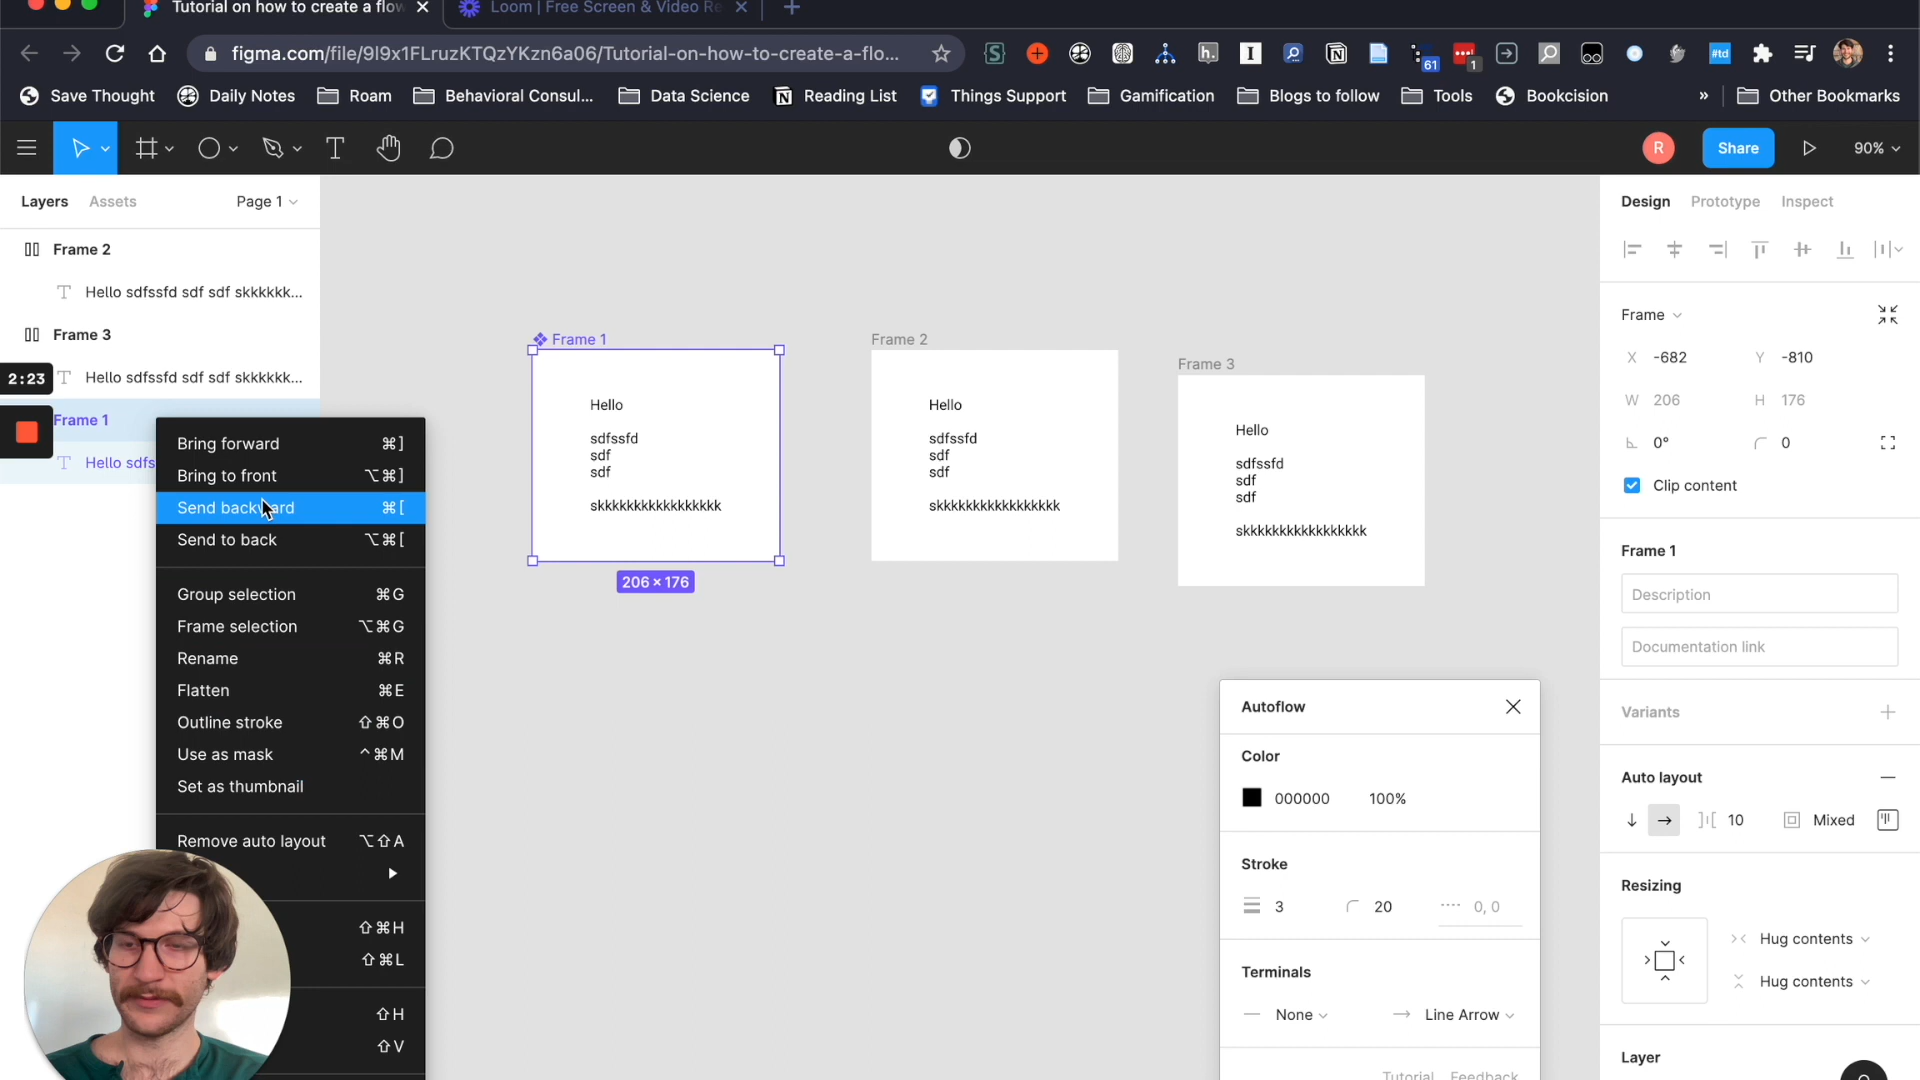 Tutorial on how to create a flow
Loom | Free Screen & Video Re
figma.com/file/9l9x1FLruzKTQzYKzn6a06/Tutorial-on-how-to-create-a-flo...
61
1
#td
Save Thought
Daily Notes
Roam
Behavioral Consul...
Data Science
Reading List
Things Support
Gamification
Blogs to follow
Tools
Bookcision
»
Other Bookmarks
R
Share
90%
Layers
Assets
Page 1
Frame 2
Hello sdfssfd sdf sdf skkkkkk...
Frame 3
2:23
Hello sdfssfd sdf sdf skkkkkk...
Frame 1
Hello sdfs
Bring forward ⌘]
Bring to front ⌥⌘]
Send backward ⌘[
Send to back ⌥⌘[
Group selection ⌘G
Frame selection ⌥⌘G
Rename ⌘R
Flatten ⌘E
Outline stroke ⇧⌘O
Use as mask ^⌘M
Set as thumbnail
Remove auto layout ⌥⇧A
⇧⌘H
⇧⌘L
⇧H
⇧V
Frame 1
Hello
sdfssfd
sdf
sdf
skkkkkkkkkkkkkkkkk
206 × 176
Frame 2
Hello
sdfssfd
sdf
sdf
skkkkkkkkkkkkkkkkk
Frame 3
Hello
sdfssfd
sdf
sdf
skkkkkkkkkkkkkkkkk
Autoflow
Color
000000 100%
Stroke
3 20 0, 0
Terminals
None Line Arrow
Tutorial Feedback
Design
Prototype
Inspect
Frame
X -682 Y -810
W 206 H 176
0° 0
Clip content
Frame 1
Description
Documentation link
Variants
Auto layout
10 Mixed
Resizing
Hug contents
Hug contents
Layer